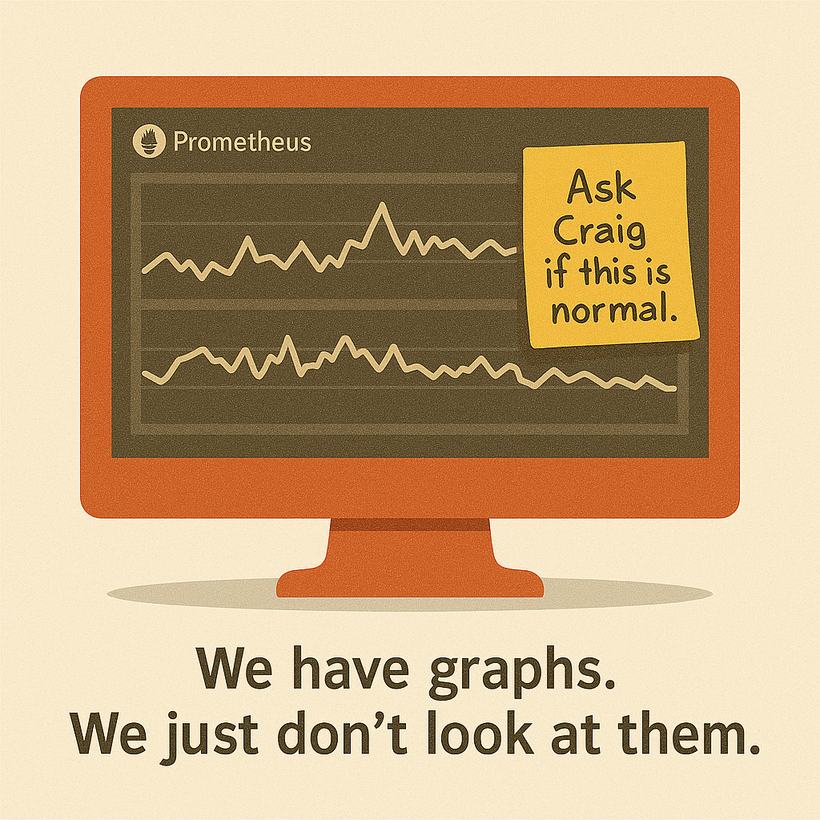 Prometheus
Ask
Craig
if this is
normal.
We have graphs.
We just don’t look at them.